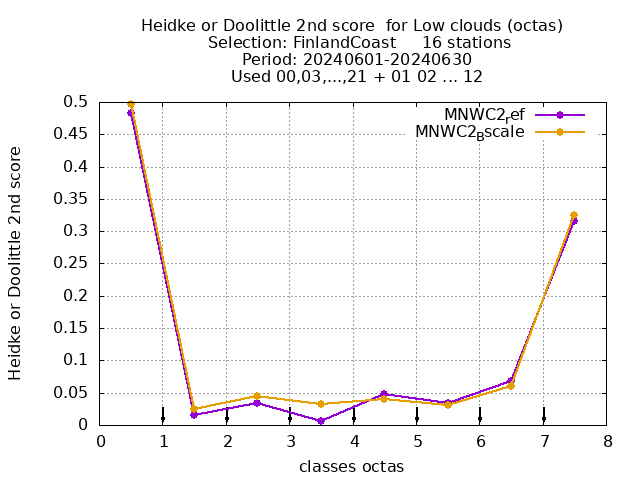 Heidke or Doolittle 2nd score  for Low clouds (octas)
Selection: FinlandCoast     16 stations
Period: 20240601-20240630
Used 00,03,...,21 + 01 02 ... 12
MNWC2ref
MNWC2Bscale
0.5
0.45
0.4
0.35
0.3
0.25
0.2
0.15
0.1
0.05
0
Heidke or Doolittle 2nd score
0 1 2 3 4 5 6 7 8
classes octas